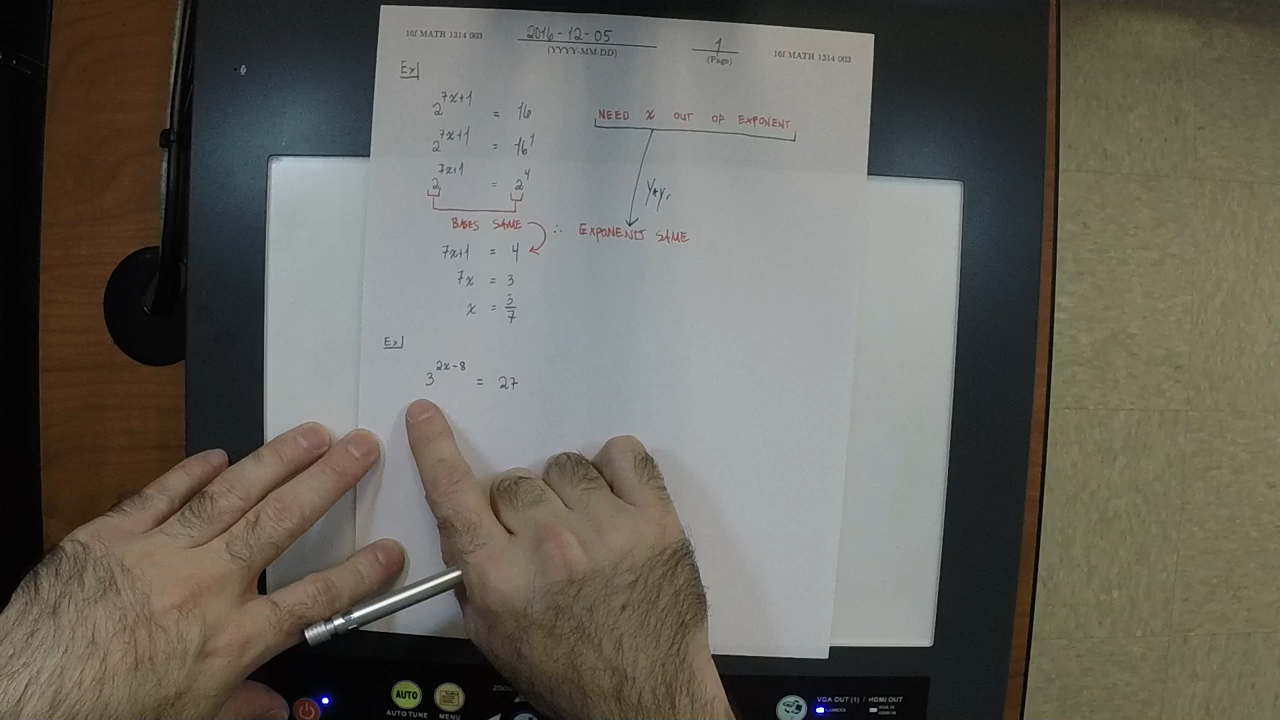 16f MATH 1314 003 2016-12-05 1 16f MATH 1314 003
(YYYY-MM-DD) (Page)
Ex|
2^{7x+1} = 16
NEED x OUT OF EXPONENT
2^{7x+1} = 16^1
2^{7x+1} = 2^4
BASES SAME ∴ EXPONENTS SAME
7x+1 = 4
7x = 3
x = 3/7
Ex|
3^{2x-8} = 27
AUTO
AUTO TUNE MENU
VGA OUT (1) / HDMI OUT
CAMERA